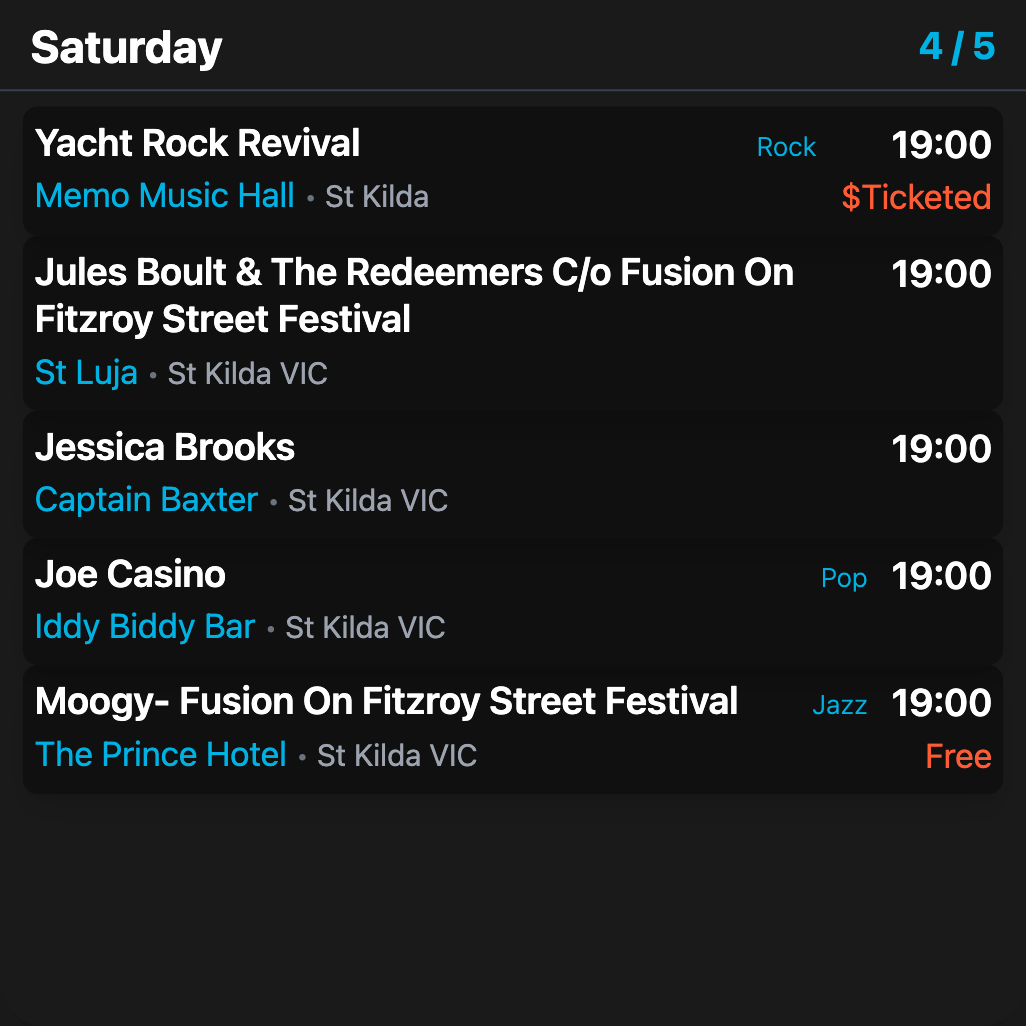 Saturday 4 / 5
Yacht Rock Revival Rock 19:00
Memo Music Hall • St Kilda $Ticketed
Jules Boult & The Redeemers C/o Fusion On 19:00
Fitzroy Street Festival
St Luja • St Kilda VIC
Jessica Brooks 19:00
Captain Baxter • St Kilda VIC
Joe Casino Pop 19:00
Iddy Biddy Bar • St Kilda VIC
Moogy- Fusion On Fitzroy Street Festival Jazz 19:00
The Prince Hotel • St Kilda VIC Free